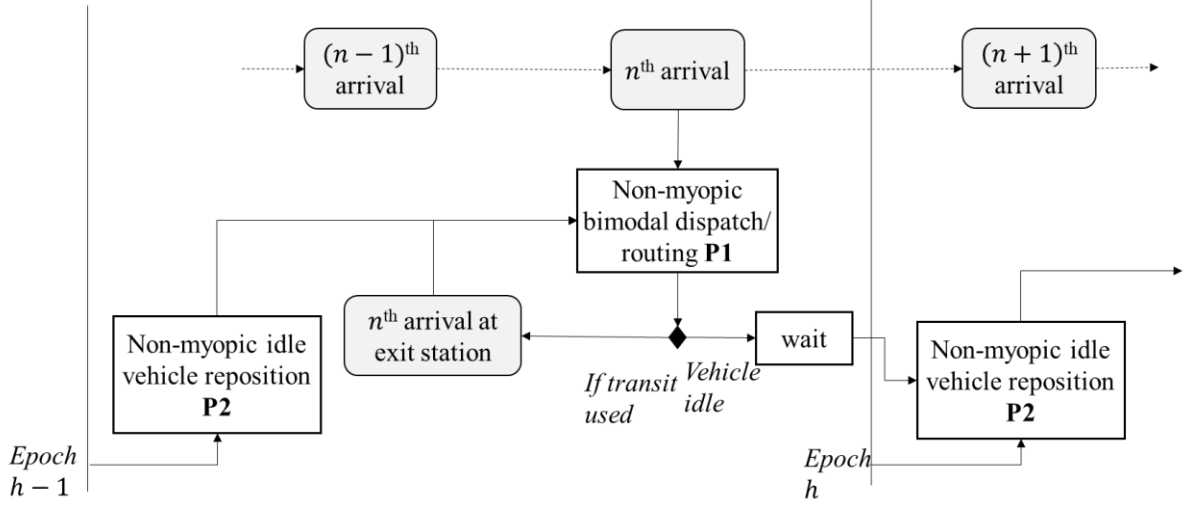 (n − 1)th
arrival
nth arrival
(n + 1)th
arrival
Non-myopic
bimodal dispatch/
routing P1
nth arrival at
exit station
wait
Non-myopic idle
vehicle reposition
P2
Non-myopic idle
vehicle reposition
P2
If transit
used
Vehicle
idle
Epoch
h − 1
Epoch
h